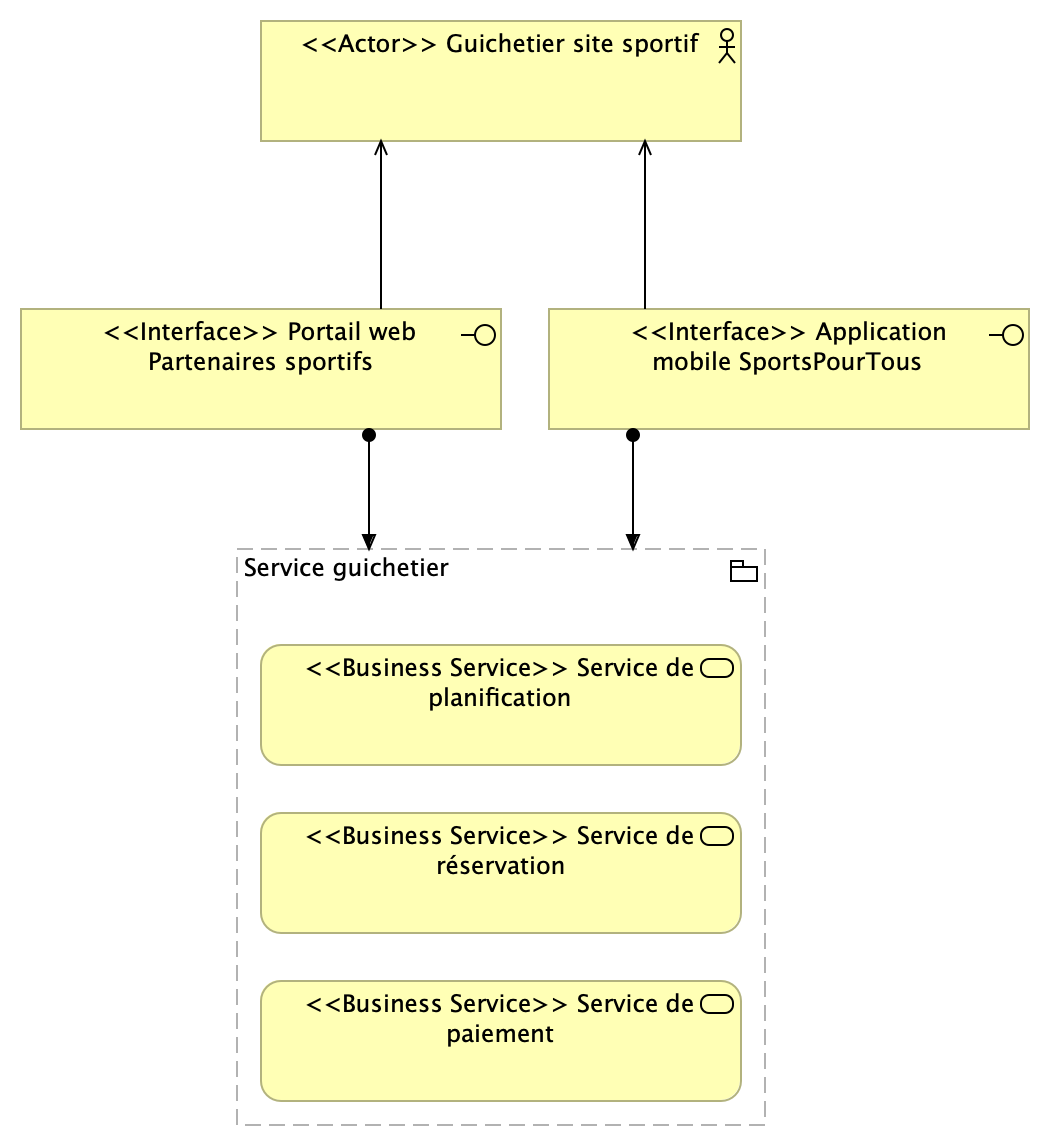 <<Actor>> Guichetier site sportif
<<Interface>> Portail web
Partenaires sportifs
<<Interface>> Application
mobile SportsPourTous
Service guichetier
<<Business Service>> Service de
planification
<<Business Service>> Service de
réservation
<<Business Service>> Service de
paiement